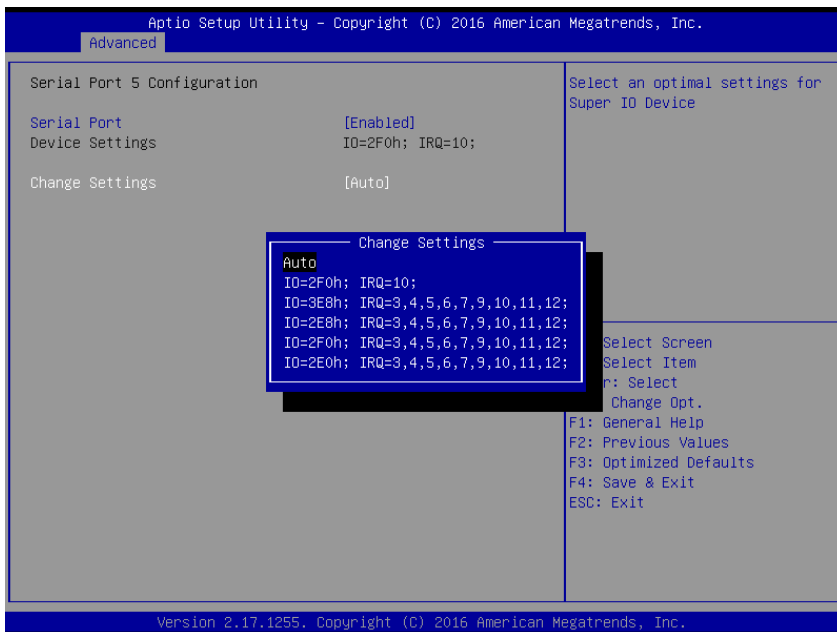 Aptio Setup Utility – Copyright (C) 2016 American Megatrends, Inc.
Advanced
Serial Port 5 Configuration
Serial Port [Enabled]
Device Settings IO=2F0h; IRQ=10;
Change Settings [Auto]
Select an optimal settings for
Super IO Device
Change Settings
Auto
IO=2F0h; IRQ=10;
IO=3E8h; IRQ=3,4,5,6,7,9,10,11,12;
IO=2E8h; IRQ=3,4,5,6,7,9,10,11,12;
IO=2F0h; IRQ=3,4,5,6,7,9,10,11,12;
IO=2E0h; IRQ=3,4,5,6,7,9,10,11,12;
Select Screen
Select Item
r: Select
Change Opt.
F1: General Help
F2: Previous Values
F3: Optimized Defaults
F4: Save & Exit
ESC: Exit
Version 2.17.1255. Copyright (C) 2016 American Megatrends, Inc.